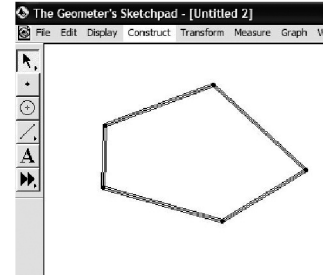 The Geometer's Sketchpad - [Untitled 2]
File Edit Display Construct Transform Measure Graph
A